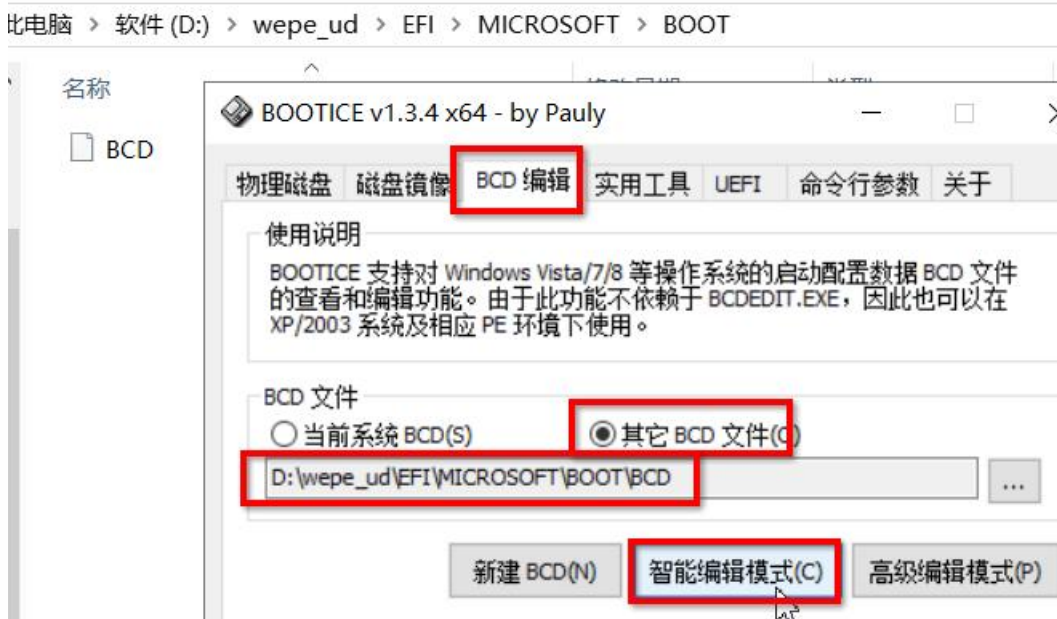 此电脑 > 软件 (D:) > wepe_ud > EFI > MICROSOFT > BOOT
名称
BCD
BOOTICE v1.3.4 x64 - by Pauly
物理磁盘 磁盘镜像 BCD 编辑 实用工具 UEFI 命令行参数 关于
使用说明
BOOTICE 支持对 Windows Vista/7/8 等操作系统的启动配置数据 BCD 文件
的查看和编辑功能。由于此功能不依赖于 BCDEDIT.EXE，因此也可以在
XP/2003 系统及相应 PE 环境下使用。
BCD 文件
当前系统 BCD(S) 其它 BCD 文件(O)
D:\wepe_ud\EFI\MICROSOFT\BOOT\BCD
...
新建 BCD(N) 智能编辑模式(C) 高级编辑模式(P)